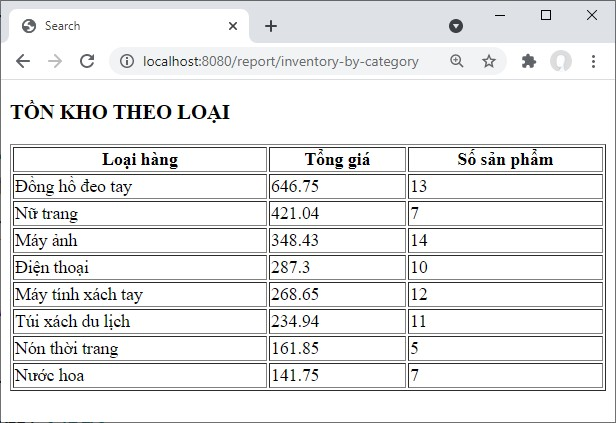 Search
localhost:8080/report/inventory-by-category
TỒN KHO THEO LOẠI
Loại hàng Tổng giá Số sản phẩm
Đồng hồ đeo tay 646.75 13
Nữ trang 421.04 7
Máy ảnh 348.43 14
Điện thoại 287.3 10
Máy tính xách tay 268.65 12
Túi xách du lịch 234.94 11
Nón thời trang 161.85 5
Nước hoa 141.75 7